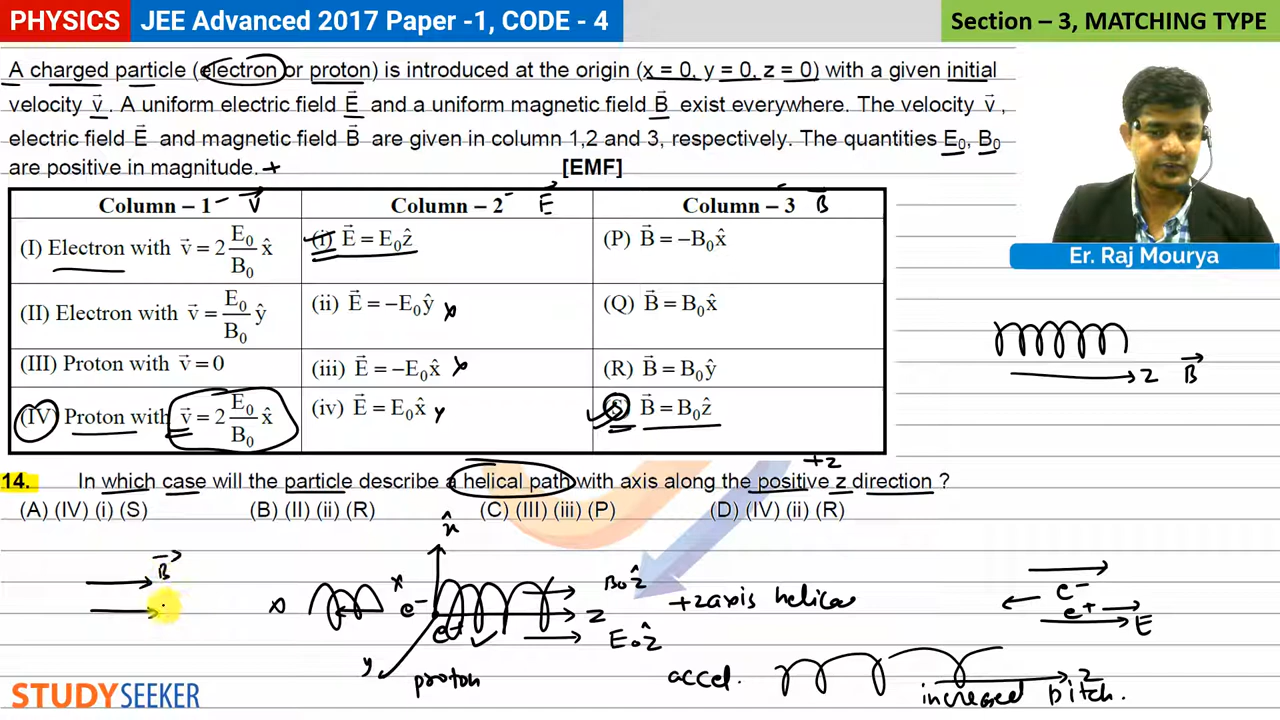 PHYSICS JEE Advanced 2017 Paper -1, CODE - 4 Section – 3, MATCHING TYPE
A charged particle (electron or proton) is introduced at the origin (x = 0, y = 0, z = 0) with a given initial
velocity v⃗. A uniform electric field E⃗ and a uniform magnetic field B⃗ exist everywhere. The velocity v⃗,
electric field E⃗ and magnetic field B⃗ are given in column 1,2 and 3, respectively. The quantities E₀, B₀
are positive in magnitude. + [EMF]
Column – 1 – V⃗ Column – 2 – E⃗ Column – 3 B⃗
(I) Electron with v⃗ = 2 E₀/B₀ x̂ (i) E⃗ = E₀ẑ (P) B⃗ = –B₀x̂
(II) Electron with v⃗ = E₀/B₀ ŷ (ii) E⃗ = –E₀ŷ × (Q) B⃗ = B₀x̂
(III) Proton with v⃗ = 0 (iii) E⃗ = –E₀x̂ × (R) B⃗ = B₀ŷ
(IV) Proton with v⃗ = 2 E₀/B₀ x̂ (iv) E⃗ = E₀x̂ × (S) B⃗ = B₀ẑ
Er. Raj Mourya
z B⃗
+z
14. In which case will the particle describe a helical path with axis along the positive z direction ?
(A) (IV) (i) (S) (B) (II) (ii) (R) (C) (III) (iii) (P) (D) (IV) (ii) (R)
x̂
B⃗
× e⁻ B₀ẑ
e⁺ z
E₀ẑ
y
proton
+z axis helical
e⁻
e⁺ E
accel. z
increased pitch.
STUDYSEEKER